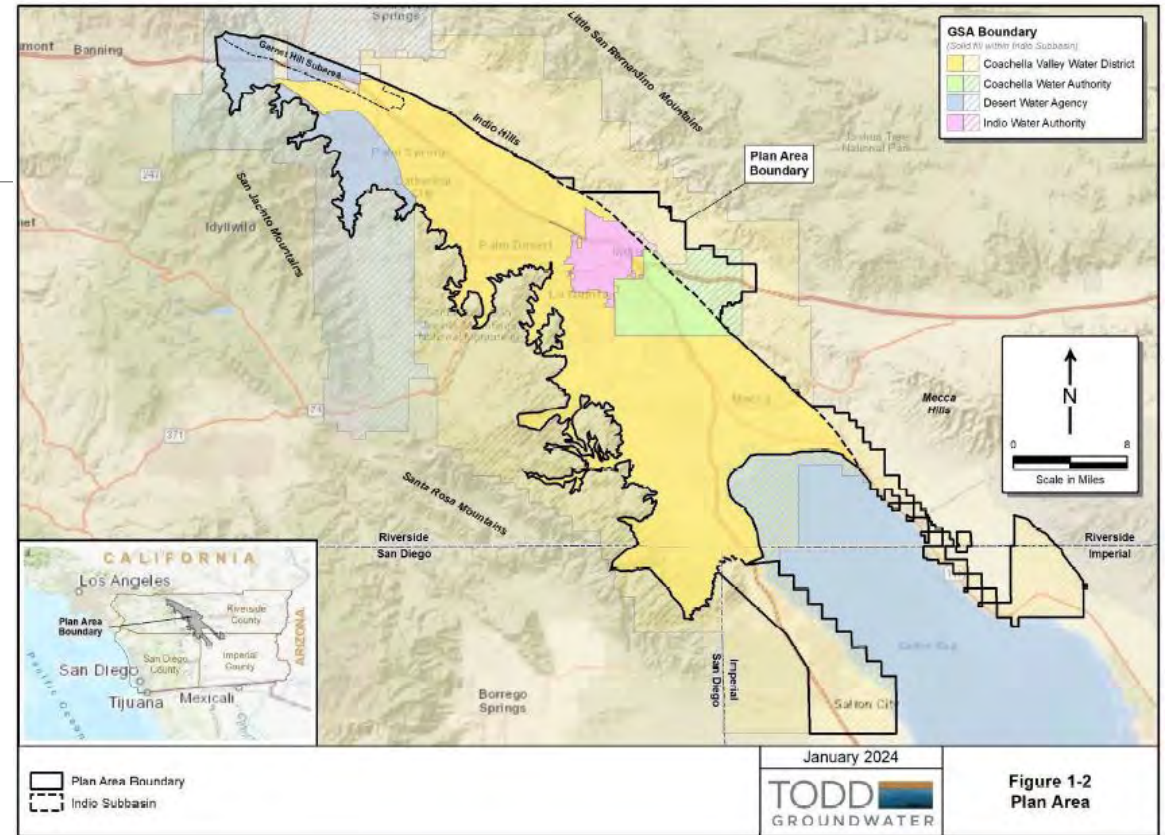 Springs
Banning
Garnet Hill Subarea
Little San Bernardino Mountains
Indio Hills
Joshua Tree
National Park
Palm Springs
San Jacinto Mountains
Idyllwild
Palm Desert
La Quinta
Plan Area
Boundary
GSA Boundary
(Solid fill within Indio Subbasin)
Coachella Valley Water District
Coachella Water Authority
Desert Water Agency
Indio Water Authority
N
0 8
Scale in Miles
Mecca
Hills
Mecca
74
371
Santa Rosa Mountains
Riverside
San Diego
Riverside
Imperial
Imperial
San Diego
Salton Sea
Salton City
Borrego
Springs
CALIFORNIA
Los Angeles
Riverside
County
Plan Area
Boundary
San Diego
County
Imperial
County
ARIZONA
San Diego
Tijuana
Mexicali
Pacific Ocean
Plan Area Boundary
Indio Subbasin
January 2024
TODD
GROUNDWATER
Figure 1-2
Plan Area